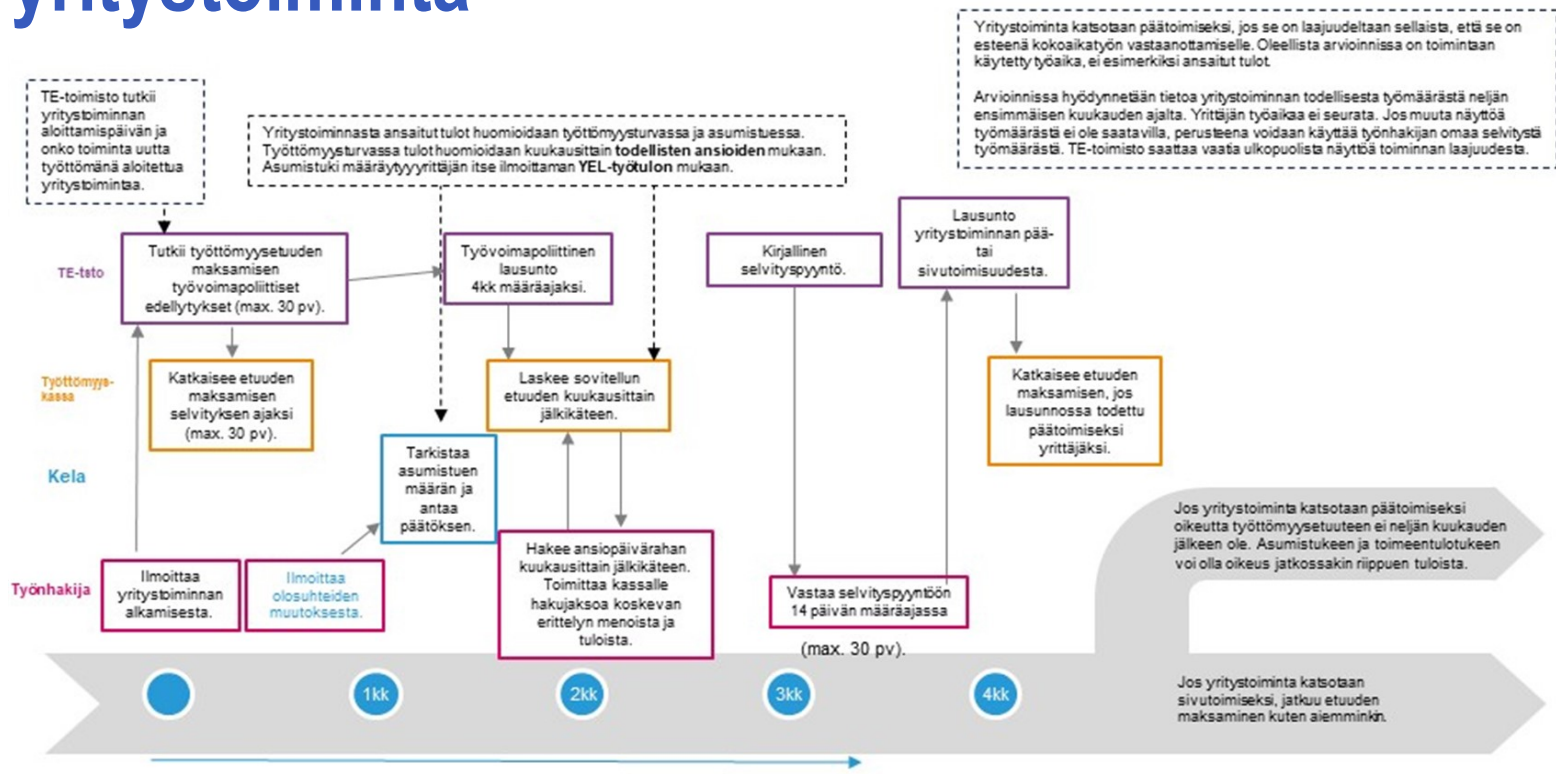 yritystoiminta
Yritystoiminta katsotaan päätoimiseksi, jos se on laajuudeltaan sellaista, että se on
esteenä kokoaikatyön vastaanottamiselle. Oleellista arvioinnissa on toimintaan
käytetty työaika, ei esimerkiksi ansaitut tulot.
Arvioinnissa hyödynnetään tietoa yritystoiminnan todellisesta työmäärästä neljän
ensimmäisen kuukauden ajalta. Yrittäjän työaikaa ei seurata. Jos muuta näyttöä
työmäärästä ei ole saatavilla, perusteena voidaan käyttää työnhakijan omaa selvitystä
työmäärästä. TE-toimisto saattaa vaatia ulkopuolista näyttöä toiminnan laajuudesta.
TE-toimisto tutkii
yritystoiminnan
aloittamispäivän ja
onko toiminta uutta
työttömänä aloitettua
yritystoimintaa.
Yritystoiminnasta ansaitut tulot huomioidaan työttömyysturvassa ja asumistuessa.
Työttömyysturvassa tulot huomioidaan kuukausittain todellisten ansioiden mukaan.
Asumistuki määräytyy yrittäjän itse ilmoittaman YEL-työtulon mukaan.
TE-tsto
Tutkii työttömyysetuuden
maksamisen
työvoimapoliittiset
edellytykset (max. 30 pv).
Työvoimapoliittinen
lausunto
4kk määräajaksi.
Kirjallinen
selvityspyyntö.
Lausunto
yritystoiminnan pää-
tai
sivutoimisuudesta.
Työttömyys-
kassa
Katkaisee etuuden
maksamisen
selvityksen ajaksi
(max. 30 pv).
Laskee sovitellun
etuuden kuukausittain
jälkikäteen.
Katkaisee etuuden
maksamisen, jos
lausunnossa todettu
päätoimiseksi
yrittäjäksi.
Kela
Tarkistaa
asumistuen
määrän ja
antaa
päätöksen.
Työnhakija
Ilmoittaa
yritystoiminnan
alkamisesta.
Ilmoittaa
olosuhteiden
muutoksesta.
Hakee ansiopäivärahan
kuukausittain jälkikäteen.
Toimittaa kassalle
hakujaksoa koskevan
erittelyn menoista ja
tuloista.
Vastaa selvityspyyntöön
14 päivän määräajassa
(max. 30 pv).
Jos yritystoiminta katsotaan päätoimiseksi
oikeutta työttömyysetuuteen ei neljän kuukauden
jälkeen ole. Asumistukeen ja toimeentulotukeen
voi olla oikeus jatkossakin riippuen tuloista.
1kk
2kk
3kk
4kk
Jos yritystoiminta katsotaan
sivutoimiseksi, jatkuu etuuden
maksaminen kuten aiemminkin.